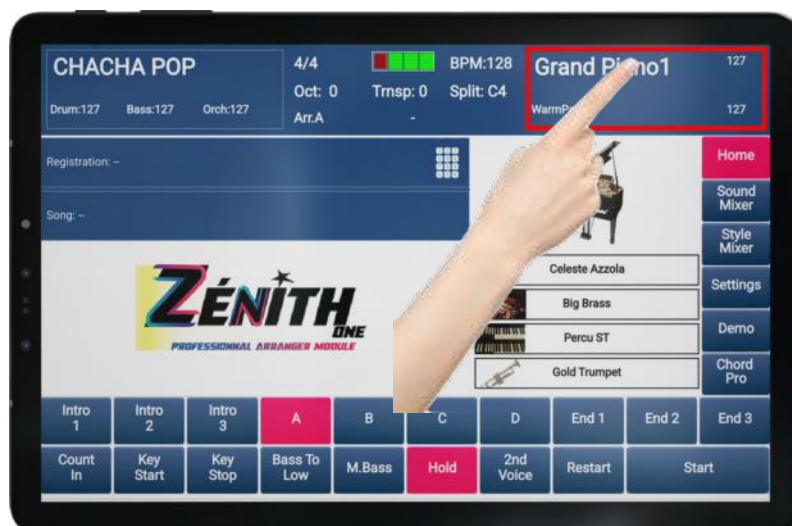 CHACHA POP
Drum:127 Bass:127 Orch:127
4/4 BPM:128
Oct: 0 Trnsp: 0 Split: C4
Arr.A -
Grand Piano1 127
127
Registration: –
Song: –
Home
Sound
Mixer
Style
Mixer
Settings
Demo
Chord
Pro
ZÉNITH
ONE
PROFESSIONNAL ARRANGER MODULE
Celeste Azzola
Big Brass
Percu ST
Gold Trumpet
Intro
1
Intro
2
Intro
3
A
B
C
D
End 1
End 2
End 3
Count
In
Key
Start
Key
Stop
Bass To
Low
M.Bass
Hold
2nd
Voice
Restart
Start